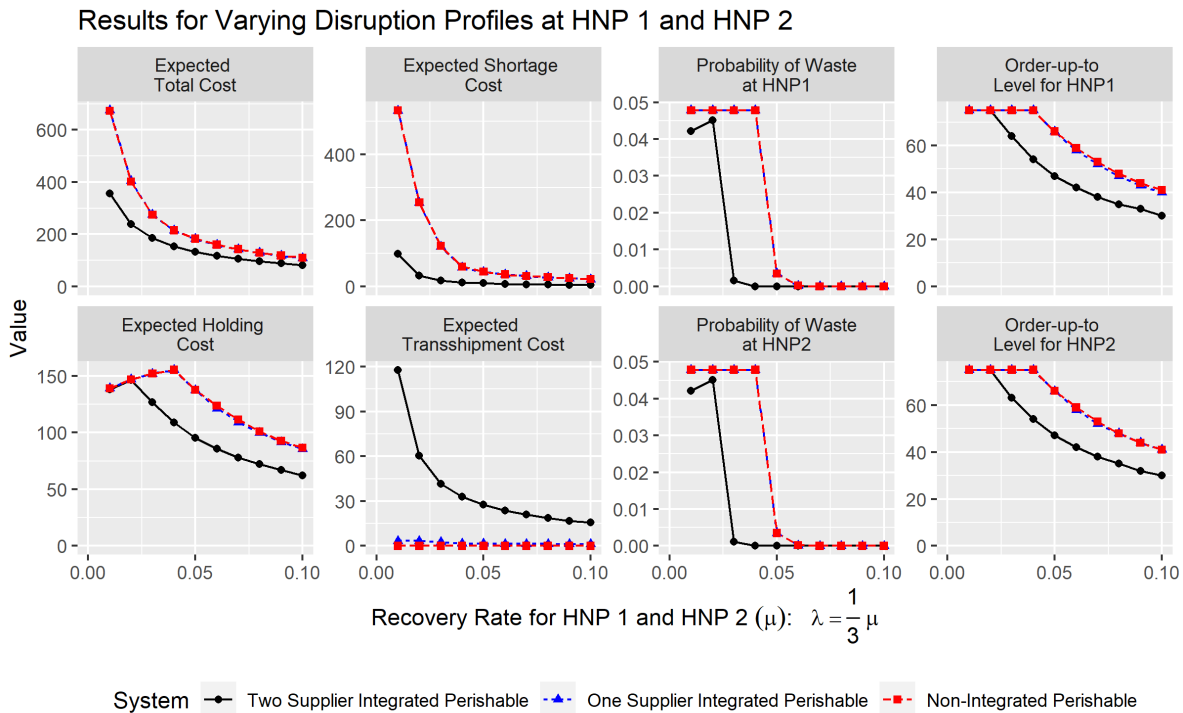 Results for Varying Disruption Profiles at HNP 1 and HNP 2
Expected
Total Cost
Expected Shortage
Cost
Probability of Waste
at HNP1
Order-up-to
Level for HNP1
600
400
200
0
400
200
0
0.05
0.04
0.03
0.02
0.01
0.00
60
40
20
0
Value
Expected Holding
Cost
Expected
Transshipment Cost
Probability of Waste
at HNP2
Order-up-to
Level for HNP2
150
100
50
0
120
90
60
30
0
0.05
0.04
0.03
0.02
0.01
0.00
60
40
20
0
0.00 0.05 0.10
0.00 0.05 0.10
0.00 0.05 0.10
0.00 0.05 0.10
Recovery Rate for HNP 1 and HNP 2 (μ): λ = 1/3 μ
System Two Supplier Integrated Perishable One Supplier Integrated Perishable Non-Integrated Perishable